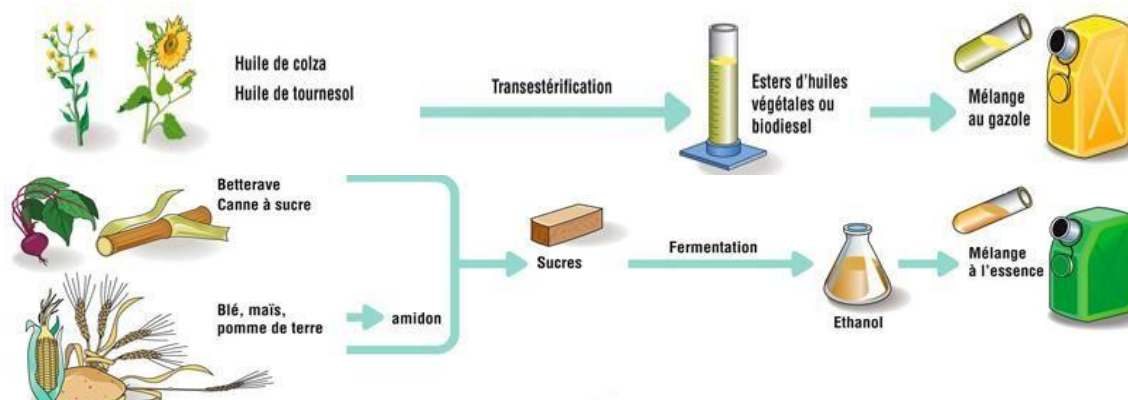 Huile de colza
Huile de tournesol
Transestérification
Esters d'huiles
végétales ou
biodiesel
Mélange
au gazole
Betterave
Canne à sucre
Sucres
Fermentation
Ethanol
Mélange
à l'essence
Blé, maïs,
pomme de terre
amidon